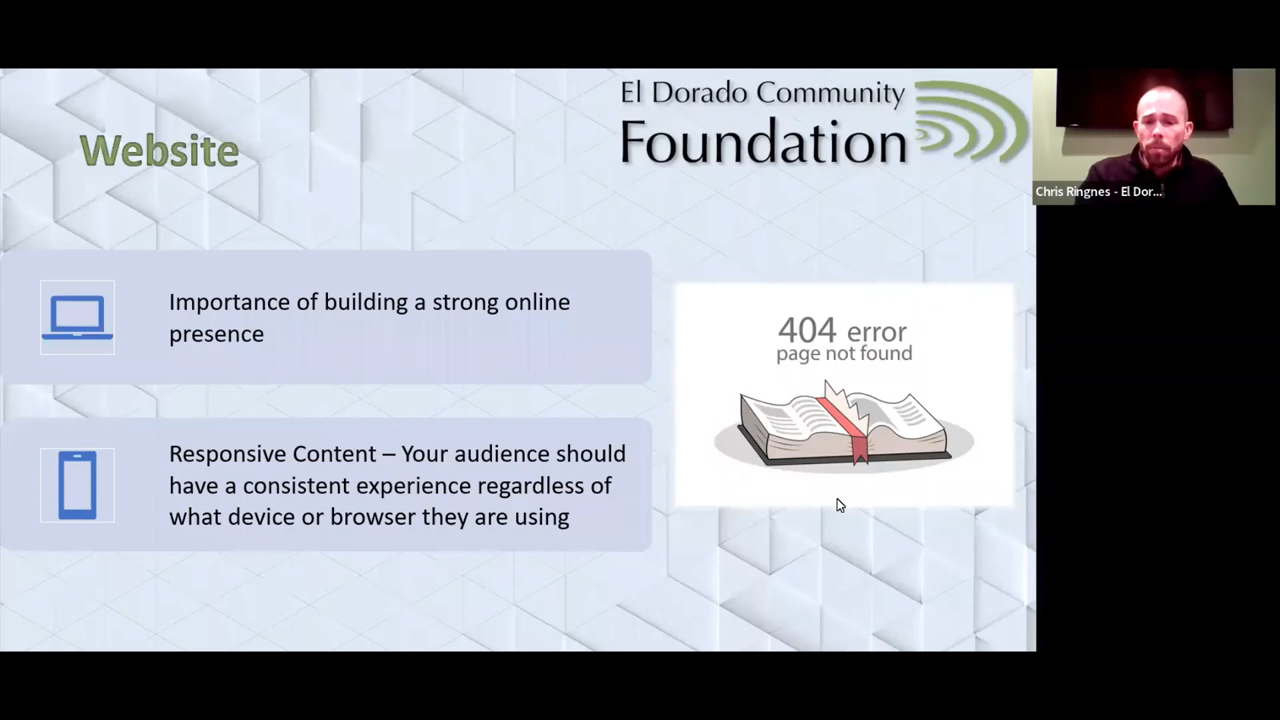 Website
El Dorado Community
Foundation
Chris Ringnes - El Dor...
Importance of building a strong online
presence
Responsive Content – Your audience should
have a consistent experience regardless of
what device or browser they are using
404 error
page not found